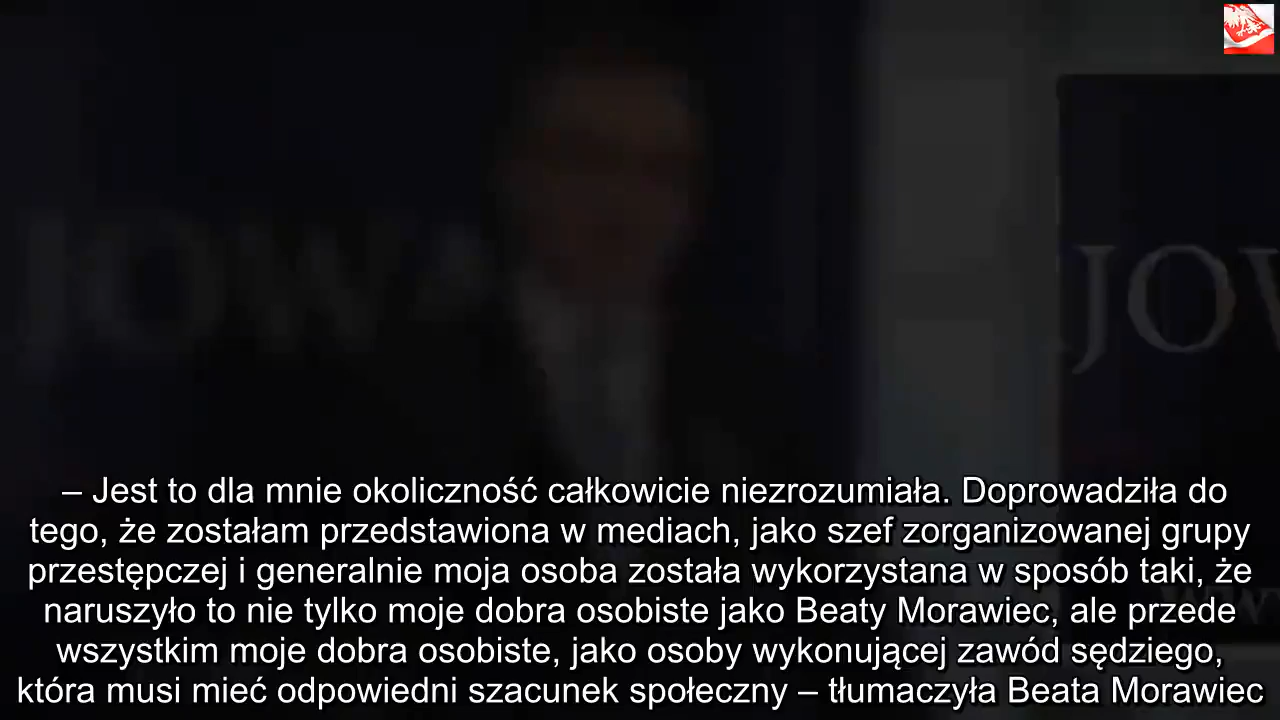 JOW
JOW
– Jest to dla mnie okoliczność całkowicie niezrozumiała. Doprowadziła do
tego, że zostałam przedstawiona w mediach, jako szef zorganizowanej grupy
przestępczej i generalnie moja osoba została wykorzystana w sposób taki, że
naruszyło to nie tylko moje dobra osobiste jako Beaty Morawiec, ale przede
wszystkim moje dobra osobiste, jako osoby wykonującej zawód sędziego,
która musi mieć odpowiedni szacunek społeczny – tłumaczyła Beata Morawiec